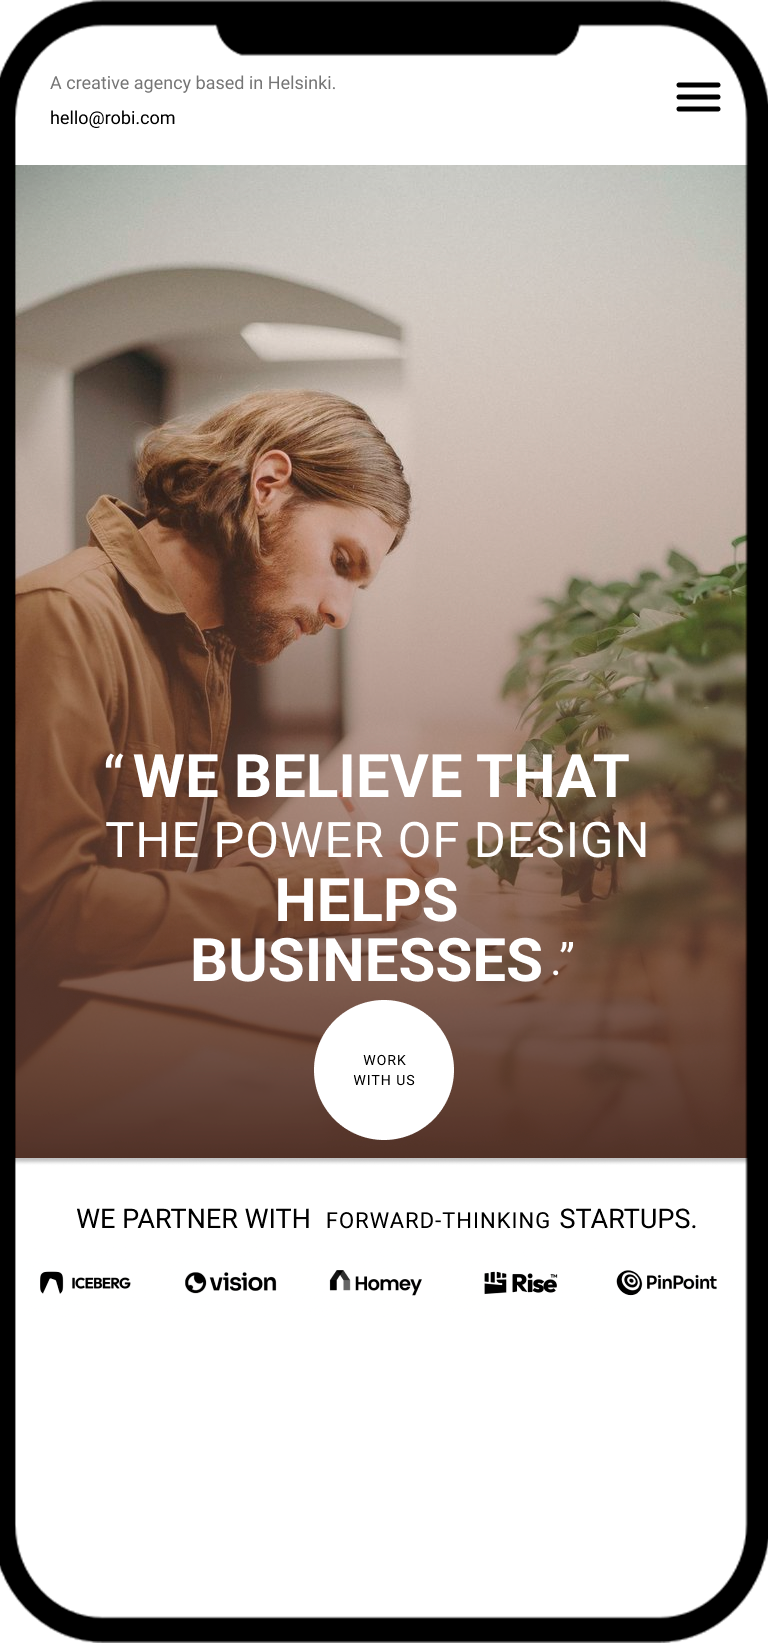 A creative agency based in Helsinki.
hello@robi.com
“ WE BELIEVE THAT
THE POWER OF DESIGN
HELPS
BUSINESSES .”
WORK
WITH US
WE PARTNER WITH FORWARD-THINKING STARTUPS.
ICEBERG vision Homey Rise™ PinPoint